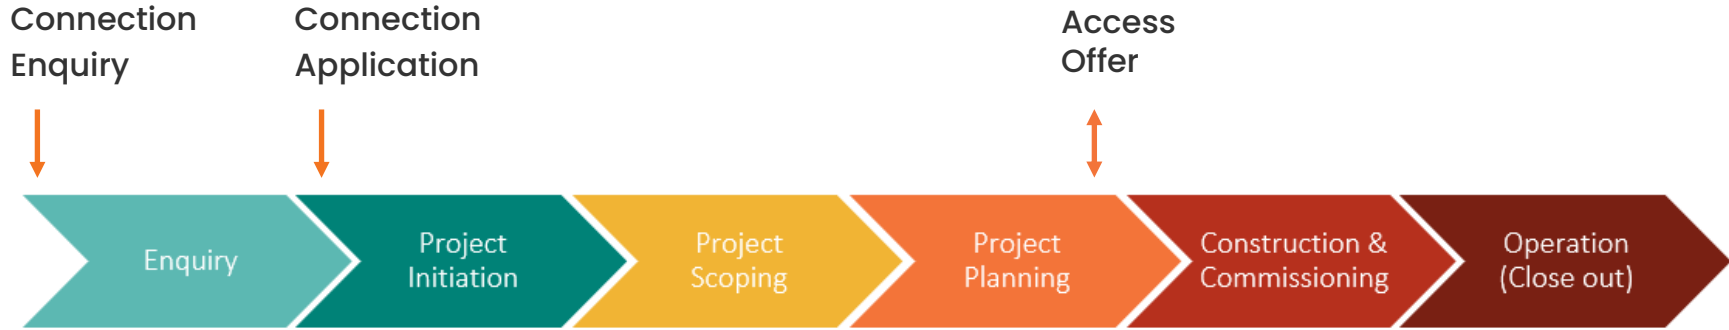 Connection
Enquiry
Connection
Application
Access
Offer
Enquiry
Project
Initiation
Project
Scoping
Project
Planning
Construction &
Commissioning
Operation
(Close out)